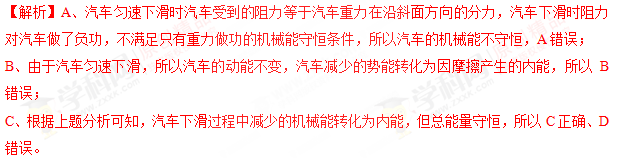 【解析】A、汽车匀速下滑时汽车受到的阻力等于汽车重力在沿斜面方向的分力，汽车下滑时阻力
对汽车做了负功，不满足只有重力做功的机械能守恒条件，所以汽车的机械能不守恒，A错误；
B、由于汽车匀速下滑，所以汽车的动能不变，汽车减少的势能转化为因摩擦产生的内能，所以 B
错误；
C、根据上题分析可知，汽车下滑过程中减少的机械能转化为内能，但总能量守恒，所以C正确、D
错误。